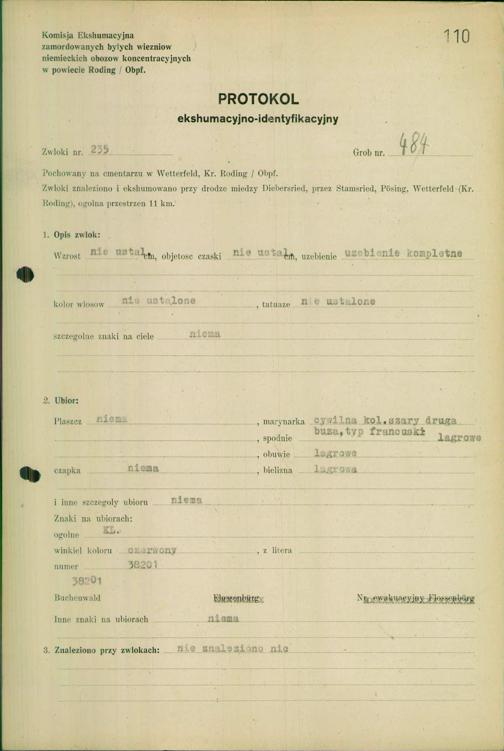 110
Komisja Ekshumacyjna
zamordowanych bylych wiezniow
niemieckich obozow koncentracyjnych
w powiecie Roding / Obpf.
PROTOKOL
ekshumacyjno-identyfikacyjny
Zwloki nr. 235 Grob nr. 484
Pochowany na cmentarzu w Wetterfeld, Kr. Roding / Obpf.
Zwloki znaleziono i ekshumowano przy drodze miedzy Diebersried, przez Stamsried, Pösing, Wetterfeld (Kr.
Roding), ogolna przestrzen 11 km.
1. Opis zwlok:
Wzrost nie ustal cm, objetosc czaski nie ustal cm, uzebienie uzebienie kompletne
kolor wlosow nie ustalone , tatuaze nie ustalone
szczegolne znaki na ciele niema
2. Ubior:
Plaszcz niema , marynarka cywilna kol.szary druga
buza,typ francuski
, spodnie lagrowe
, obuwie lagrowe
czapka niema , bielizna lagrowa
i inne szczegoly ubioru niema
Znaki na ubiorach:
ogolne KL.
winkiel koloru czerwony , z litera
numer 38201
38201
Buchenwald Flossenbürg Nr. ewakuacyjny Flossenbürg
Inne znaki na ubiorach niema
3. Znaleziono przy zwlokach: nie znaleziono nic